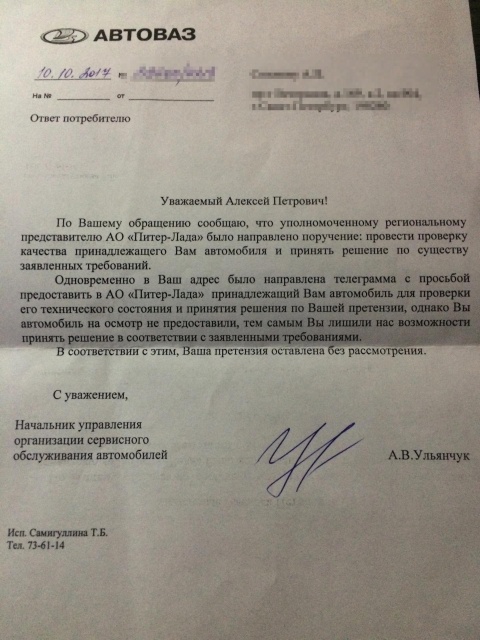 АВТОВАЗ
10.10.2017 №
На № от
Ответ потребителю
Уважаемый Алексей Петрович!
По Вашему обращению сообщаю, что уполномоченному региональному
представителю АО «Питер-Лада» было направлено поручение: провести проверку
качества принадлежащего Вам автомобиля и принять решение по существу
заявленных требований.
Одновременно в Ваш адрес было направлена телеграмма с просьбой
предоставить в АО «Питер-Лада» принадлежащий Вам автомобиль для проверки
его технического состояния и принятия решения по Вашей претензии, однако Вы
автомобиль на осмотр не предоставили, тем самым Вы лишили нас возможности
принять решение в соответствии с заявленными требованиями.
В соответствии с этим, Ваша претензия оставлена без рассмотрения.
С уважением,
Начальник управления
организации сервисного
обслуживания автомобилей А.В.Ульянчук
Исп. Самигуллина Т.Б.
Тел. 73-61-14